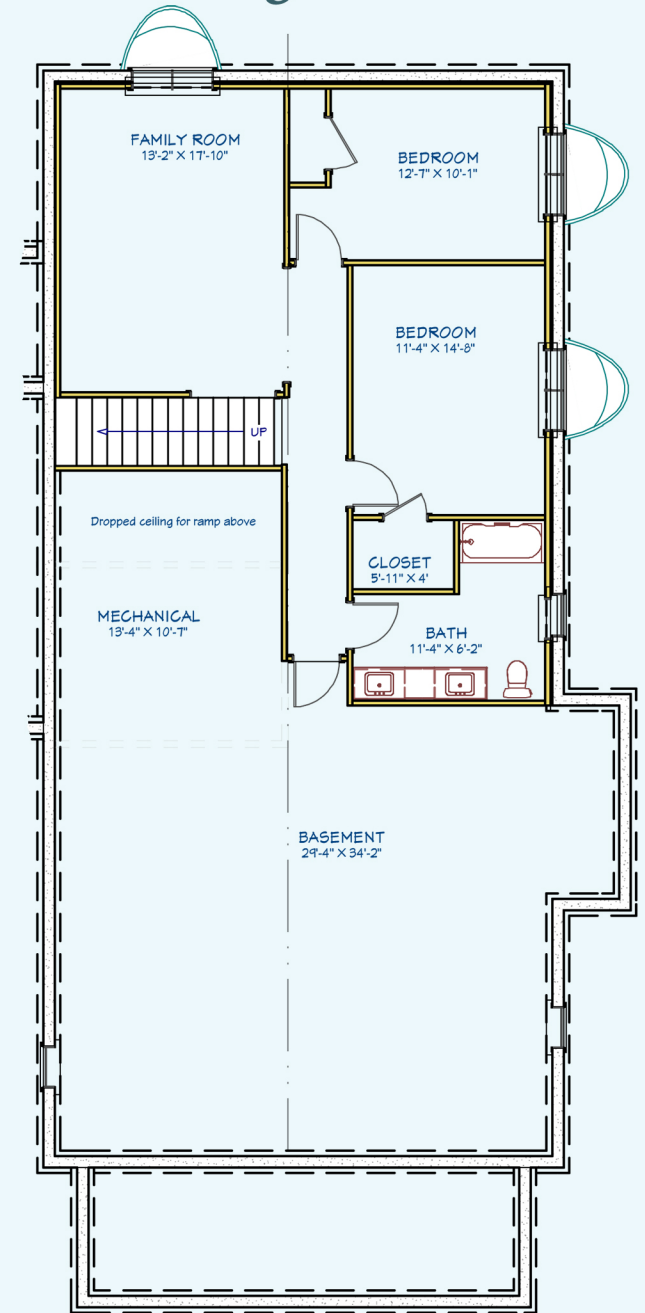 FAMILY ROOM
13'-2" X 17'-10"
BEDROOM
12'-7" X 10'-1"
BEDROOM
11'-4" X 14'-8"
UP
Dropped ceiling for ramp above
CLOSET
5'-11" X 4'
MECHANICAL
13'-4" X 10'-7"
BATH
11'-4" X 6'-2"
BASEMENT
29'-4" X 34'-2"